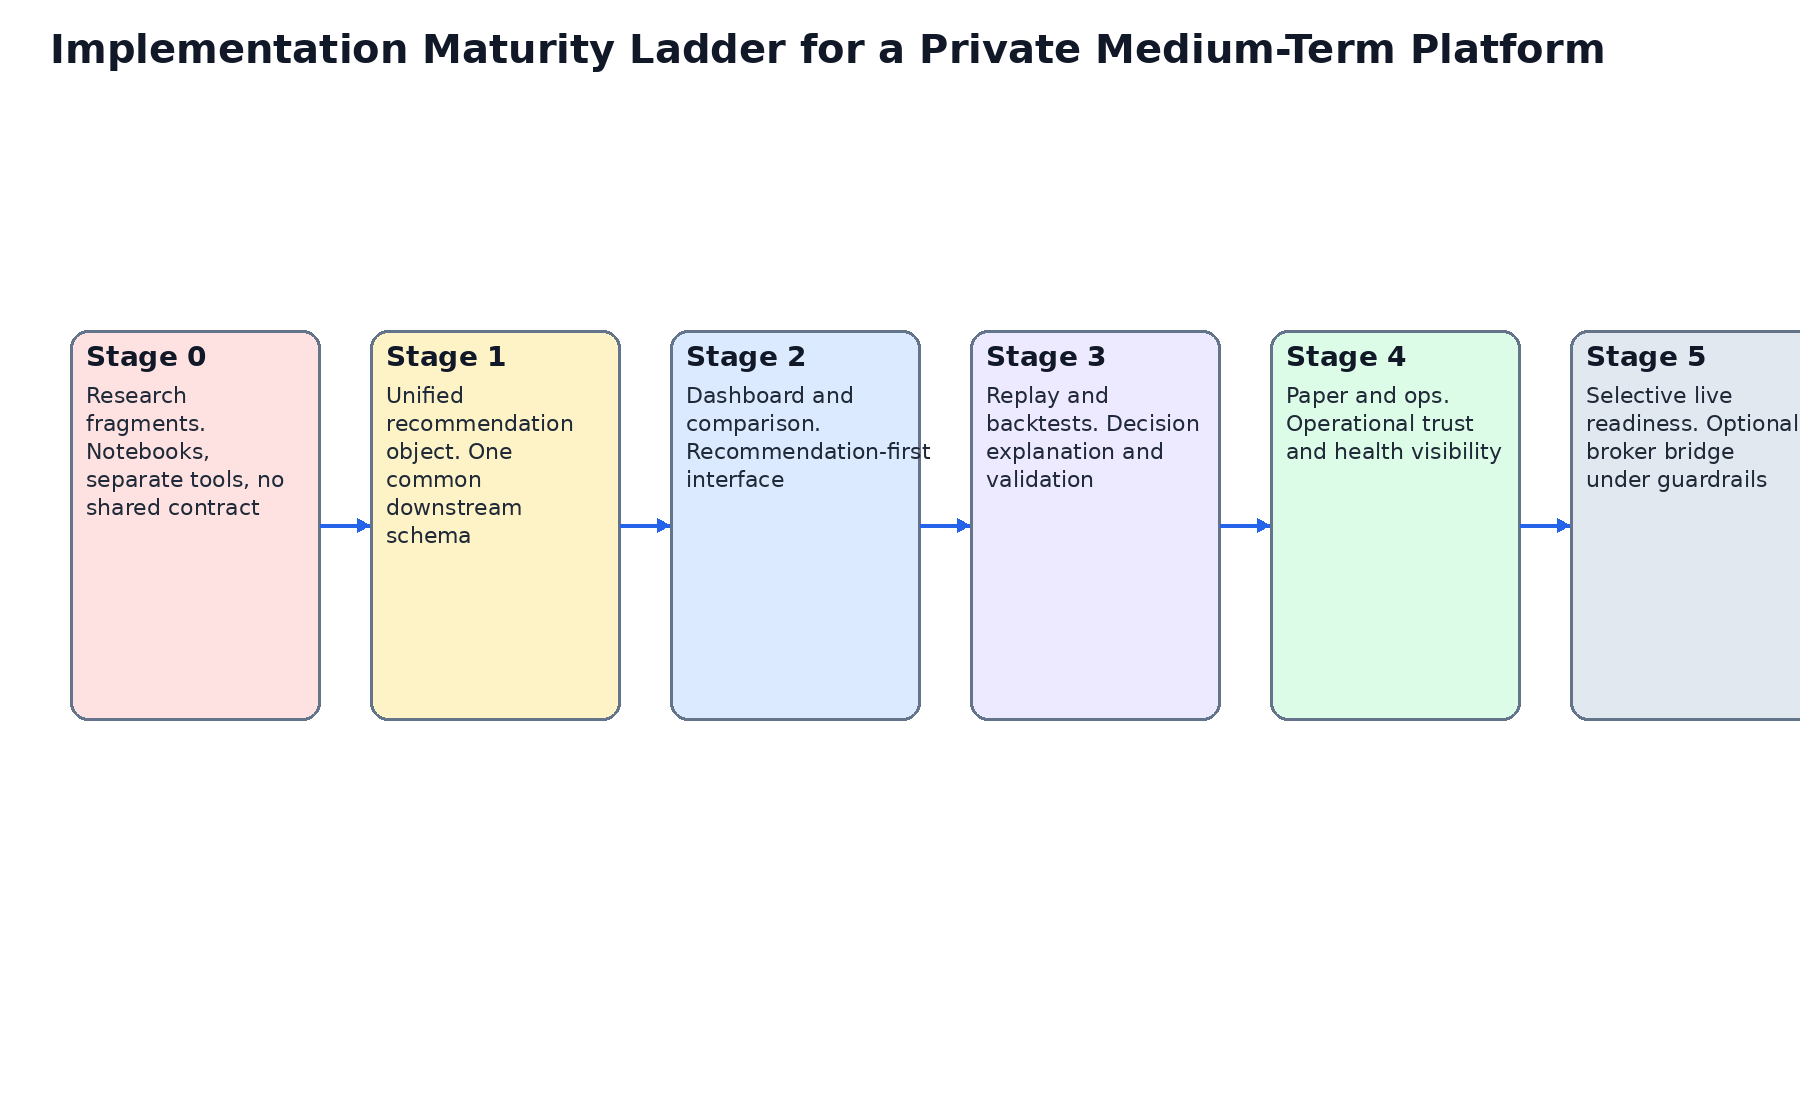 Implementation Maturity Ladder for a Private Medium-Term Platform
Stage 0
Research
fragments.
Notebooks,
separate tools, no
shared contract
Stage 1
Unified
recommendation
object. One
common
downstream
schema
Stage 2
Dashboard and
comparison.
Recommendation-first
interface
Stage 3
Replay and
backtests. Decision
explanation and
validation
Stage 4
Paper and ops.
Operational trust
and health visibility
Stage 5
Selective live
readiness. Optional
broker bridge
under guardrails